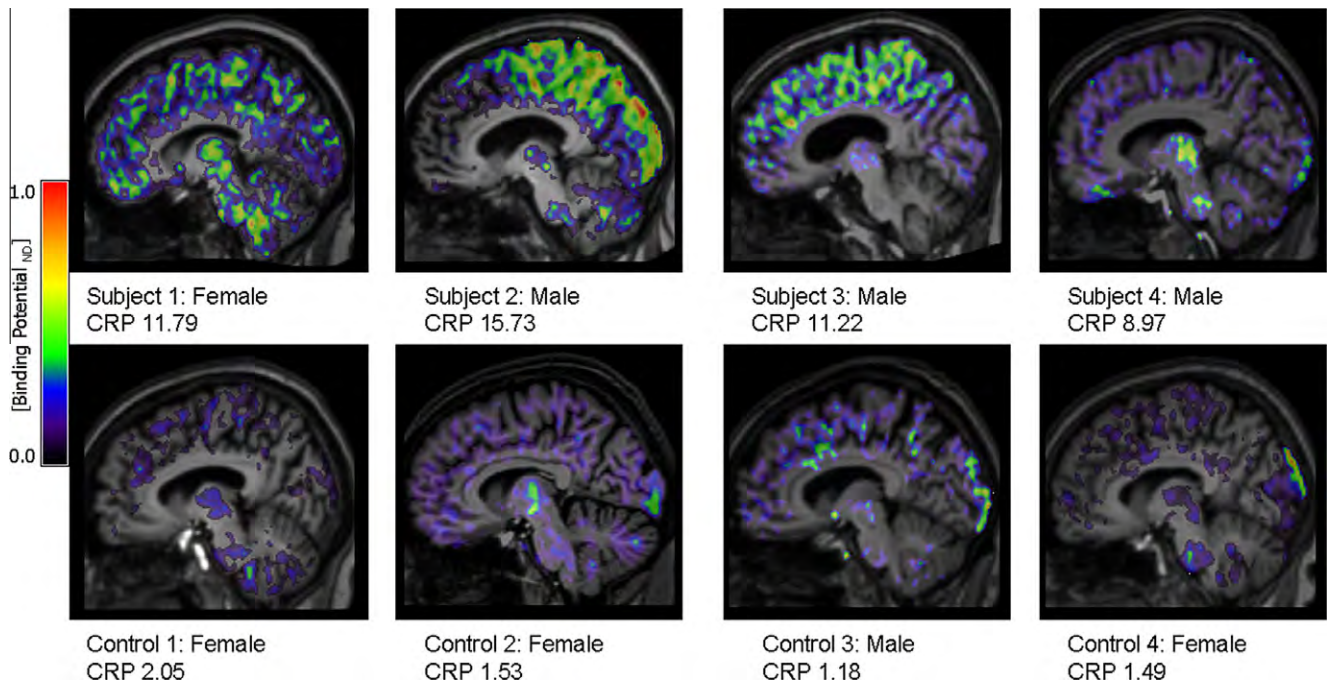 1.0
[Binding Potential ND]
0.0
Subject 1: Female
CRP 11.79
Subject 2: Male
CRP 15.73
Subject 3: Male
CRP 11.22
Subject 4: Male
CRP 8.97
Control 1: Female
CRP 2.05
Control 2: Female
CRP 1.53
Control 3: Male
CRP 1.18
Control 4: Female
CRP 1.49